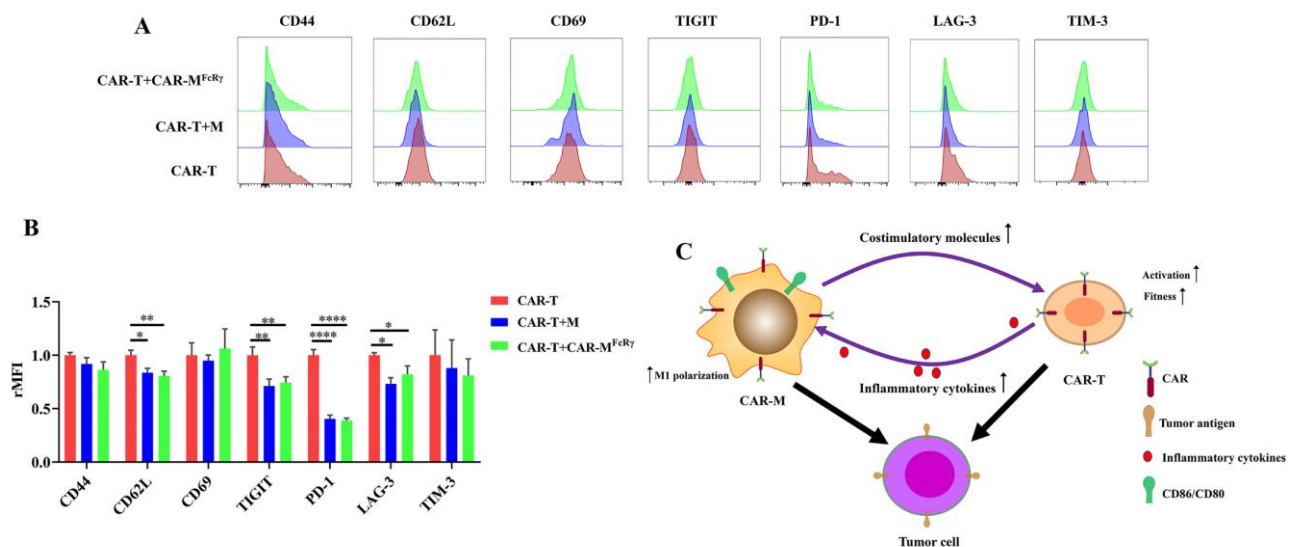 A
CD44 CD62L CD69 TIGIT PD-1 LAG-3 TIM-3
CAR-T+CAR-M^FcRγ
CAR-T+M
CAR-T
B
rMFI
1.5
1.0
0.5
0.0
** * ** ** **** **** * *
CD44 CD62L CD69 TIGIT PD-1 LAG-3 TIM-3
CAR-T
CAR-T+M
CAR-T+CAR-M^FcRγ
C
Costimulatory molecules ↑
Activation ↑
Fitness ↑
↑M1 polarization
Inflammatory cytokines ↑
CAR-M
CAR-T
Tumor cell
CAR
Tumor antigen
Inflammatory cytokines
CD86/CD80